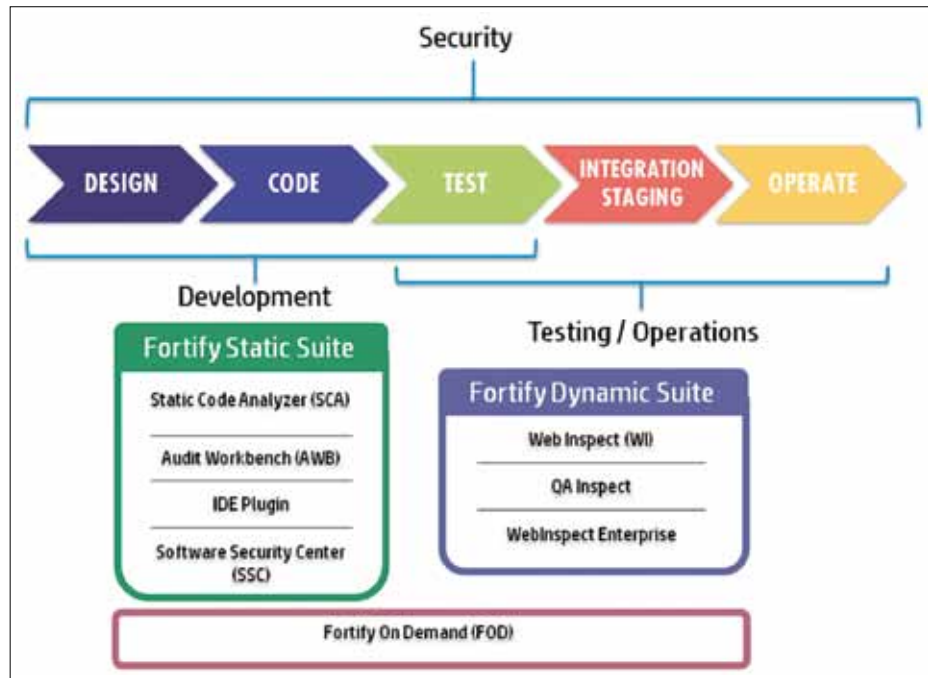 Security
DESIGN
CODE
TEST
INTEGRATION
STAGING
OPERATE
Development
Testing / Operations
Fortify Static Suite
Static Code Analyzer (SCA)
Audit Workbench (AWB)
IDE Plugin
Software Security Center
(SSC)
Fortify Dynamic Suite
Web Inspect (WI)
QA Inspect
WebInspect Enterprise
Fortify On Demand (FOD)